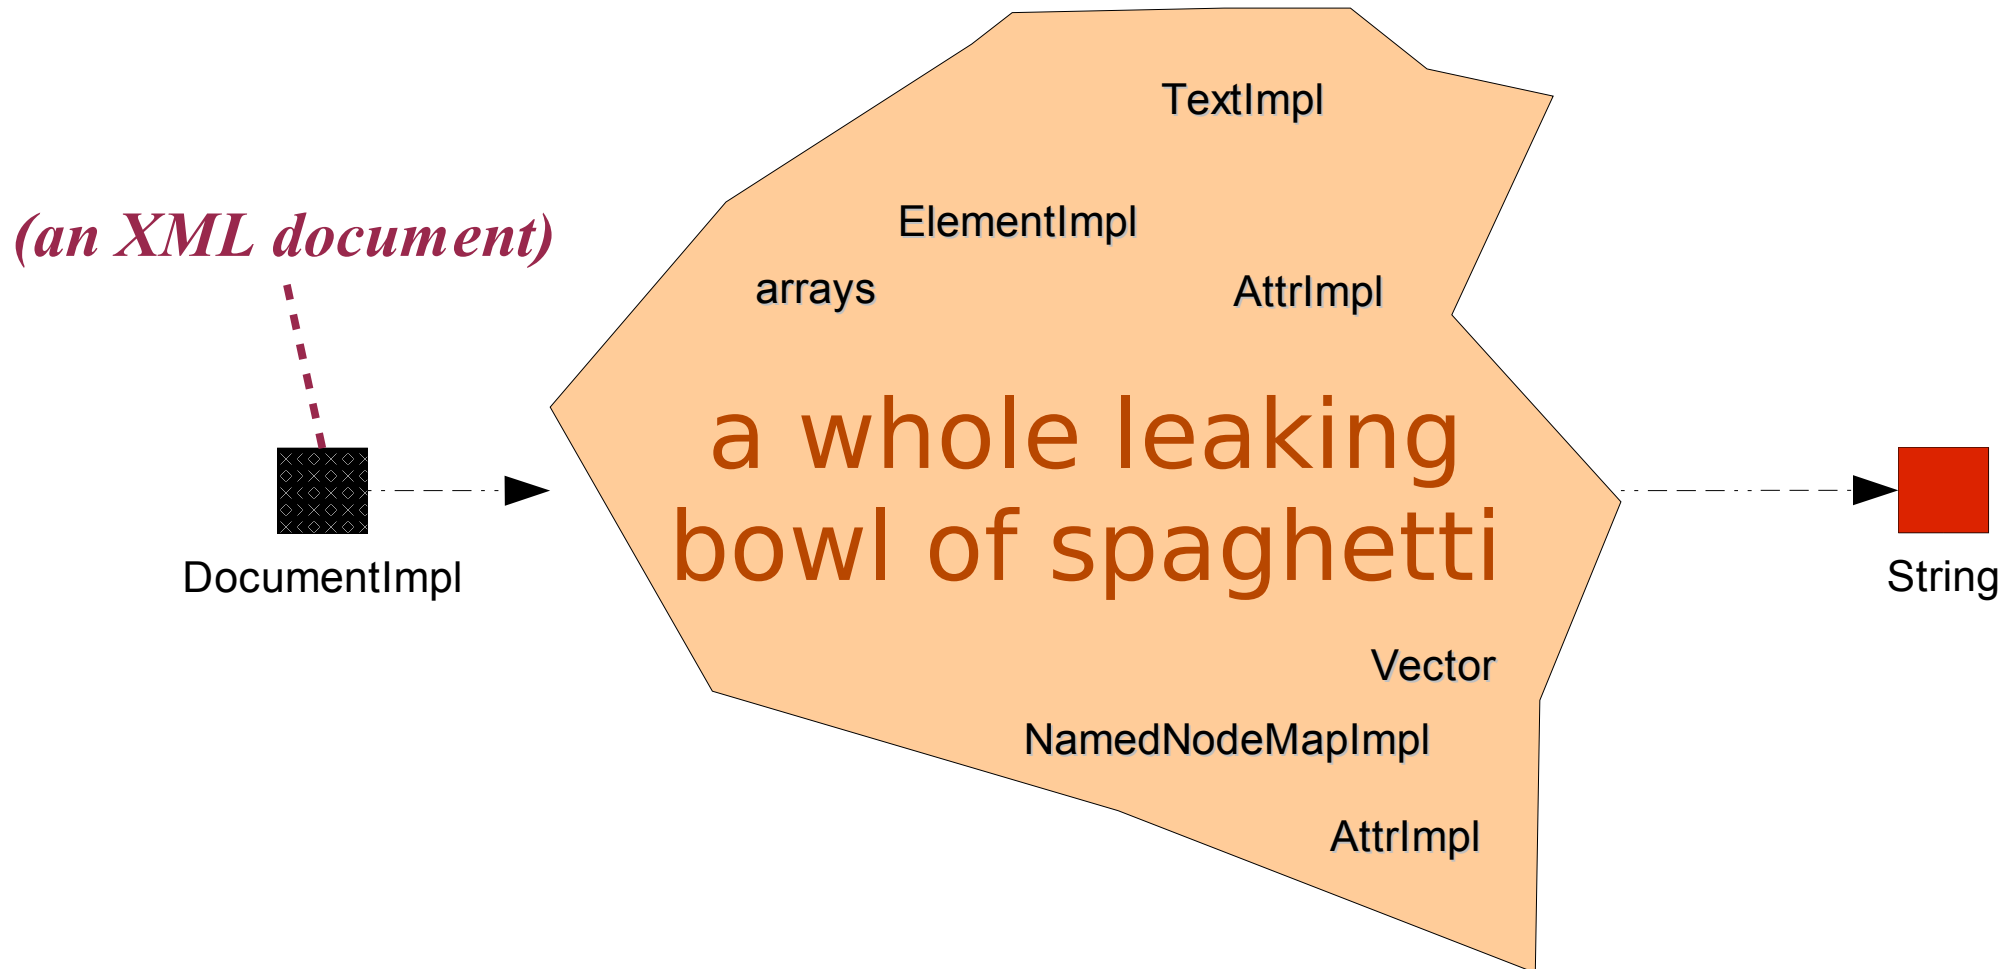 TextImpl
(an XML document)
ElementImpl
arrays
AttrImpl
a whole leaking
bowl of spaghetti
DocumentImpl
String
Vector
NamedNodeMapImpl
AttrImpl